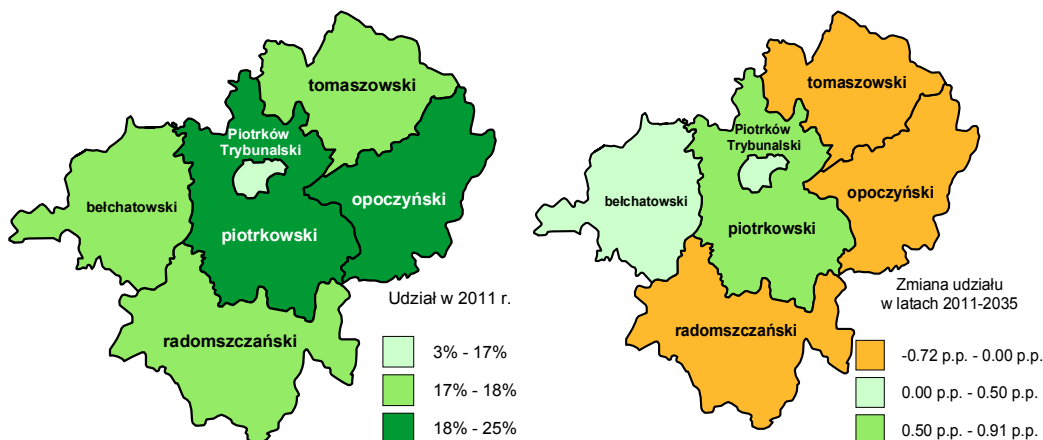 tomaszowski
Piotrków
Trybunalski
opoczyński
bełchatowski
piotrkowski
radomszczański
Udział w 2011 r.
3% - 17%
17% - 18%
18% - 25%
tomaszowski
Piotrków
Trybunalski
opoczyński
bełchatowski
piotrkowski
radomszczański
Zmiana udziału
w latach 2011-2035
-0.72 p.p. - 0.00 p.p.
0.00 p.p. - 0.50 p.p.
0.50 p.p. - 0.91 p.p.